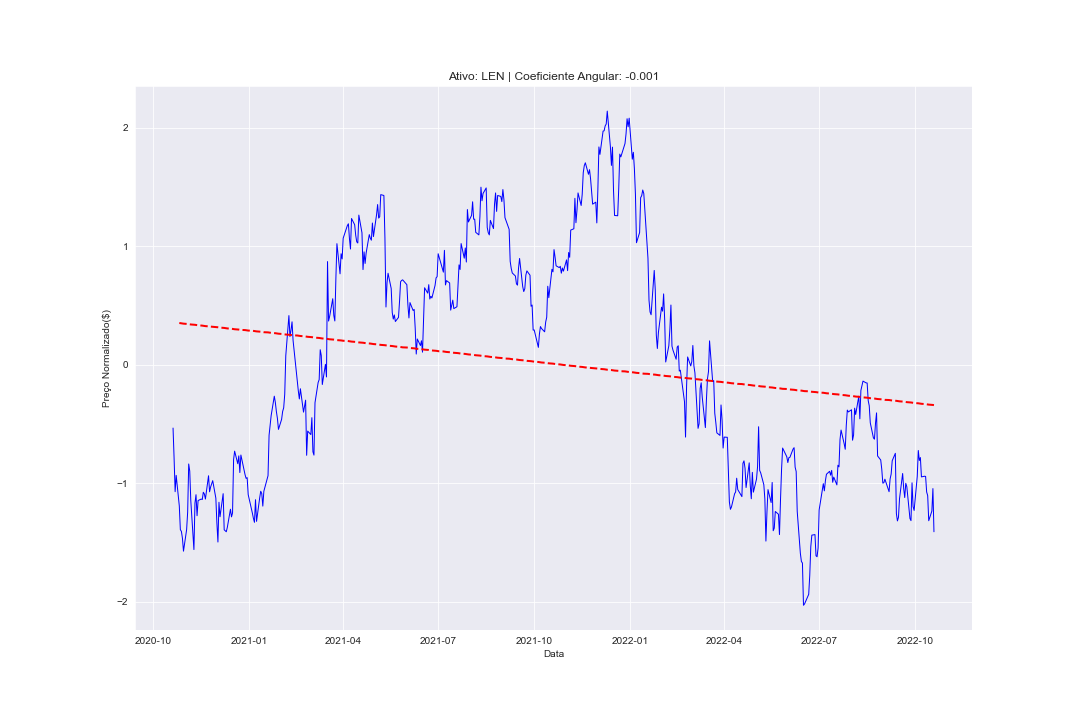 Ativo: LEN | Coeficiente Angular: -0.001
Preço Normalizado($)
2
1
0
−1
−2
2020-10 2021-01 2021-04 2021-07 2021-10 2022-01 2022-04 2022-07 2022-10
Data